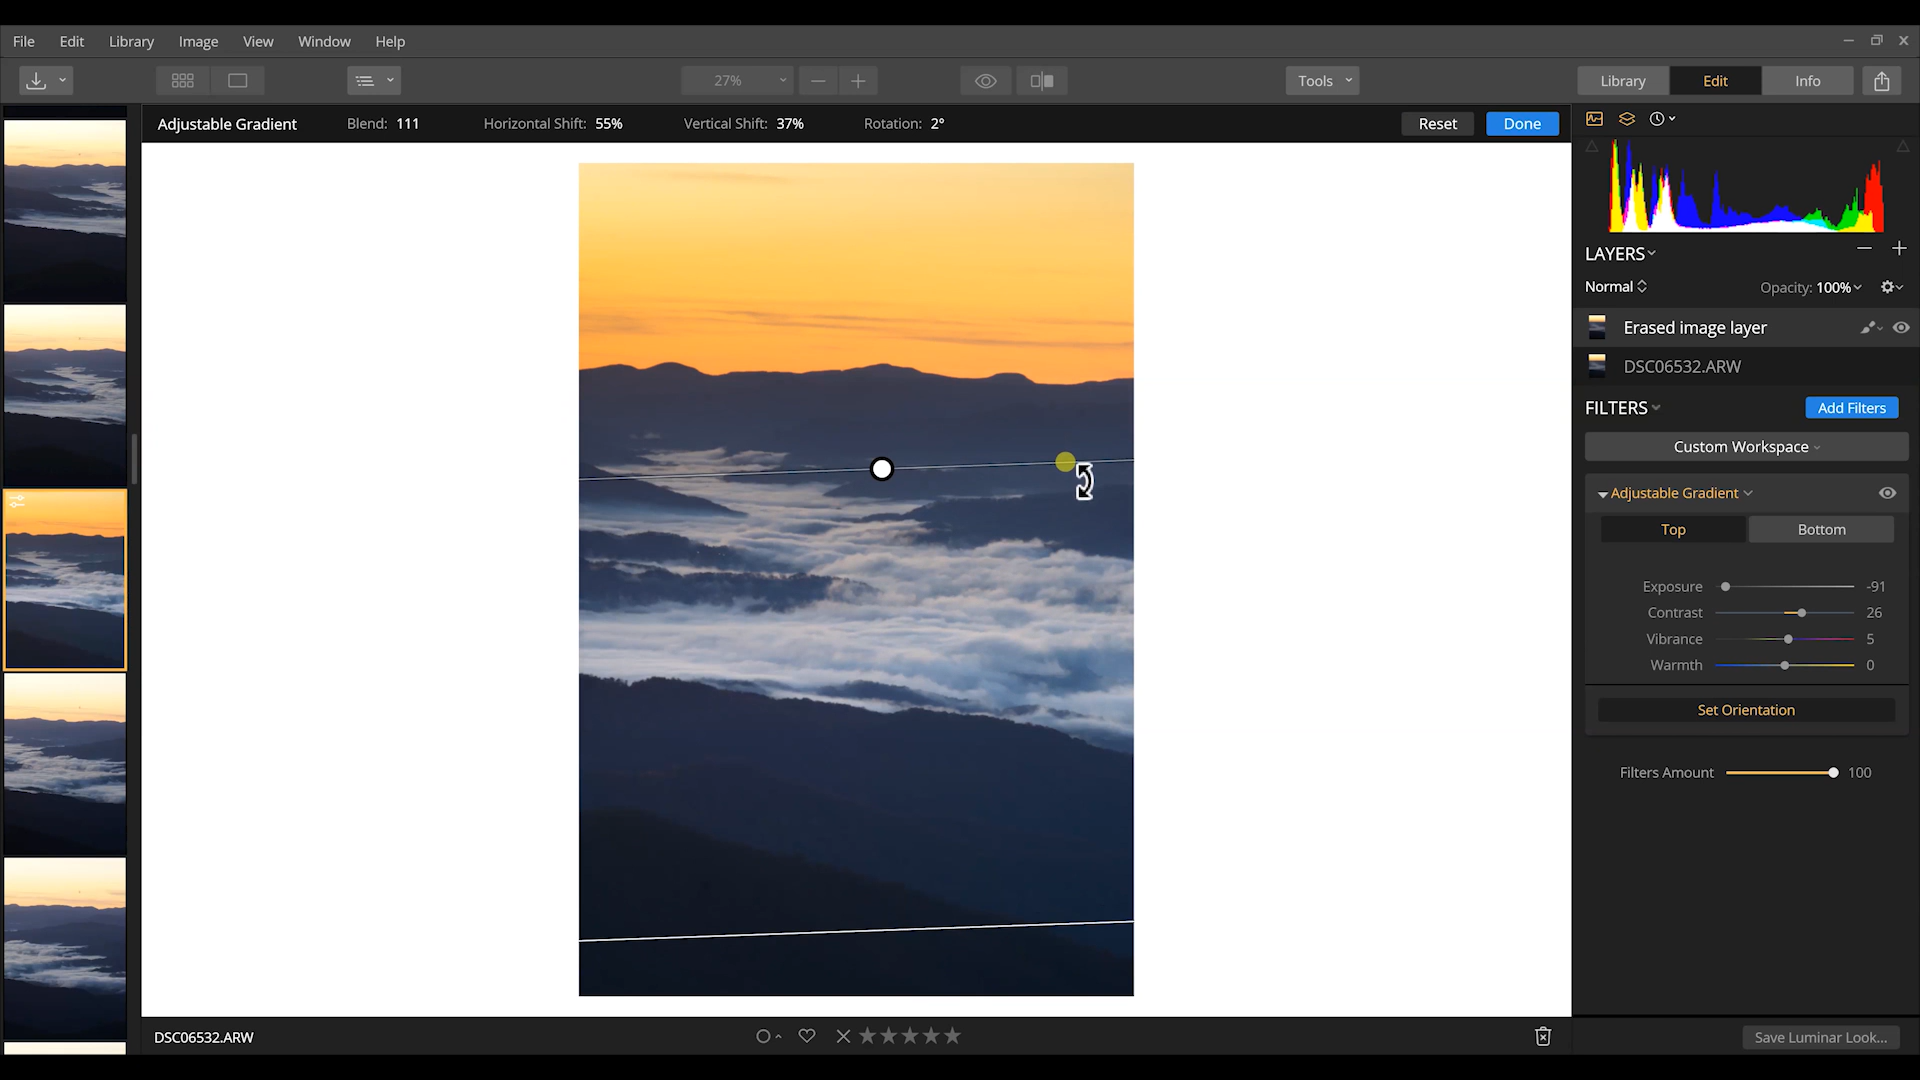 File Edit Library Image View Window Help
27% Tools Library Edit Info
Adjustable Gradient Blend: 111 Horizontal Shift: 55% Vertical Shift: 37% Rotation: 2° Reset Done
LAYERS
Normal Opacity: 100%
Erased image layer
DSC06532.ARW
FILTERS Add Filters
Custom Workspace
Adjustable Gradient
Top Bottom
Exposure -91
Contrast 26
Vibrance 5
Warmth 0
Set Orientation
Filters Amount 100
DSC06532.ARW Save Luminar Look...